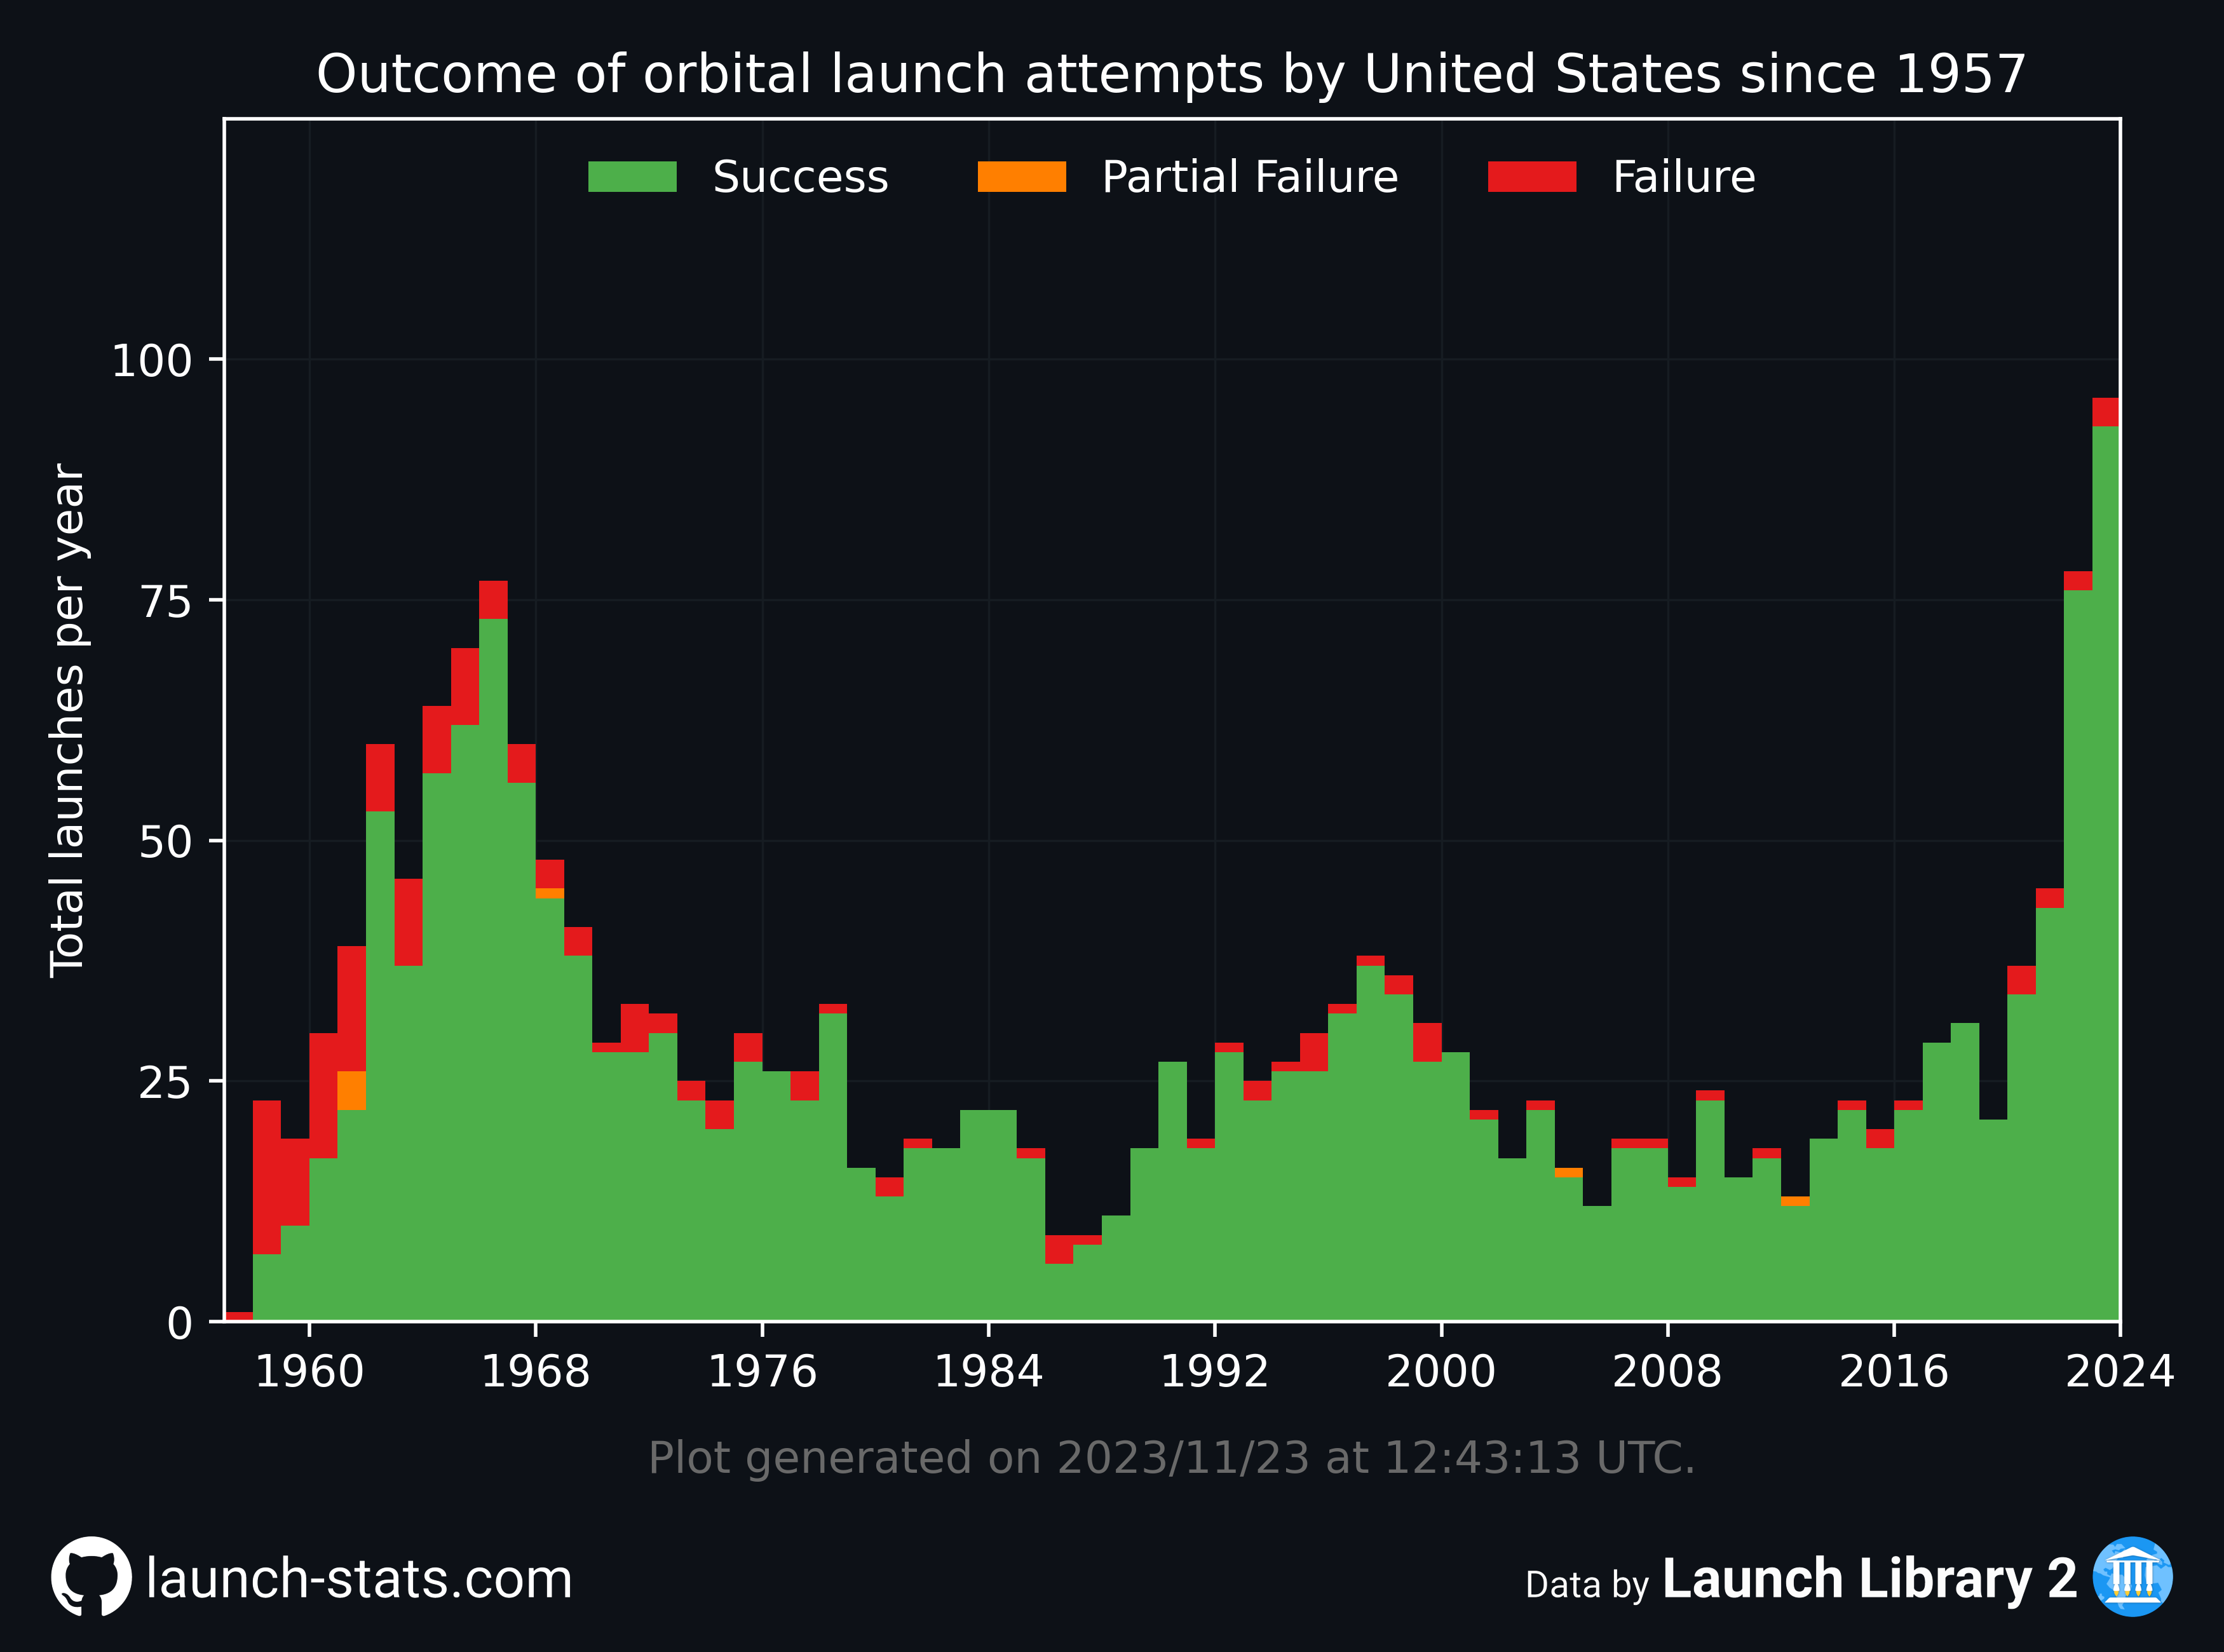 Outcome of orbital launch attempts by United States since 1957
Success Partial Failure Failure
Total launches per year
100
75
50
25
0
1960 1968 1976 1984 1992 2000 2008 2016 2024
Plot generated on 2023/11/23 at 12:43:13 UTC.
launch-stats.com
Data by Launch Library 2